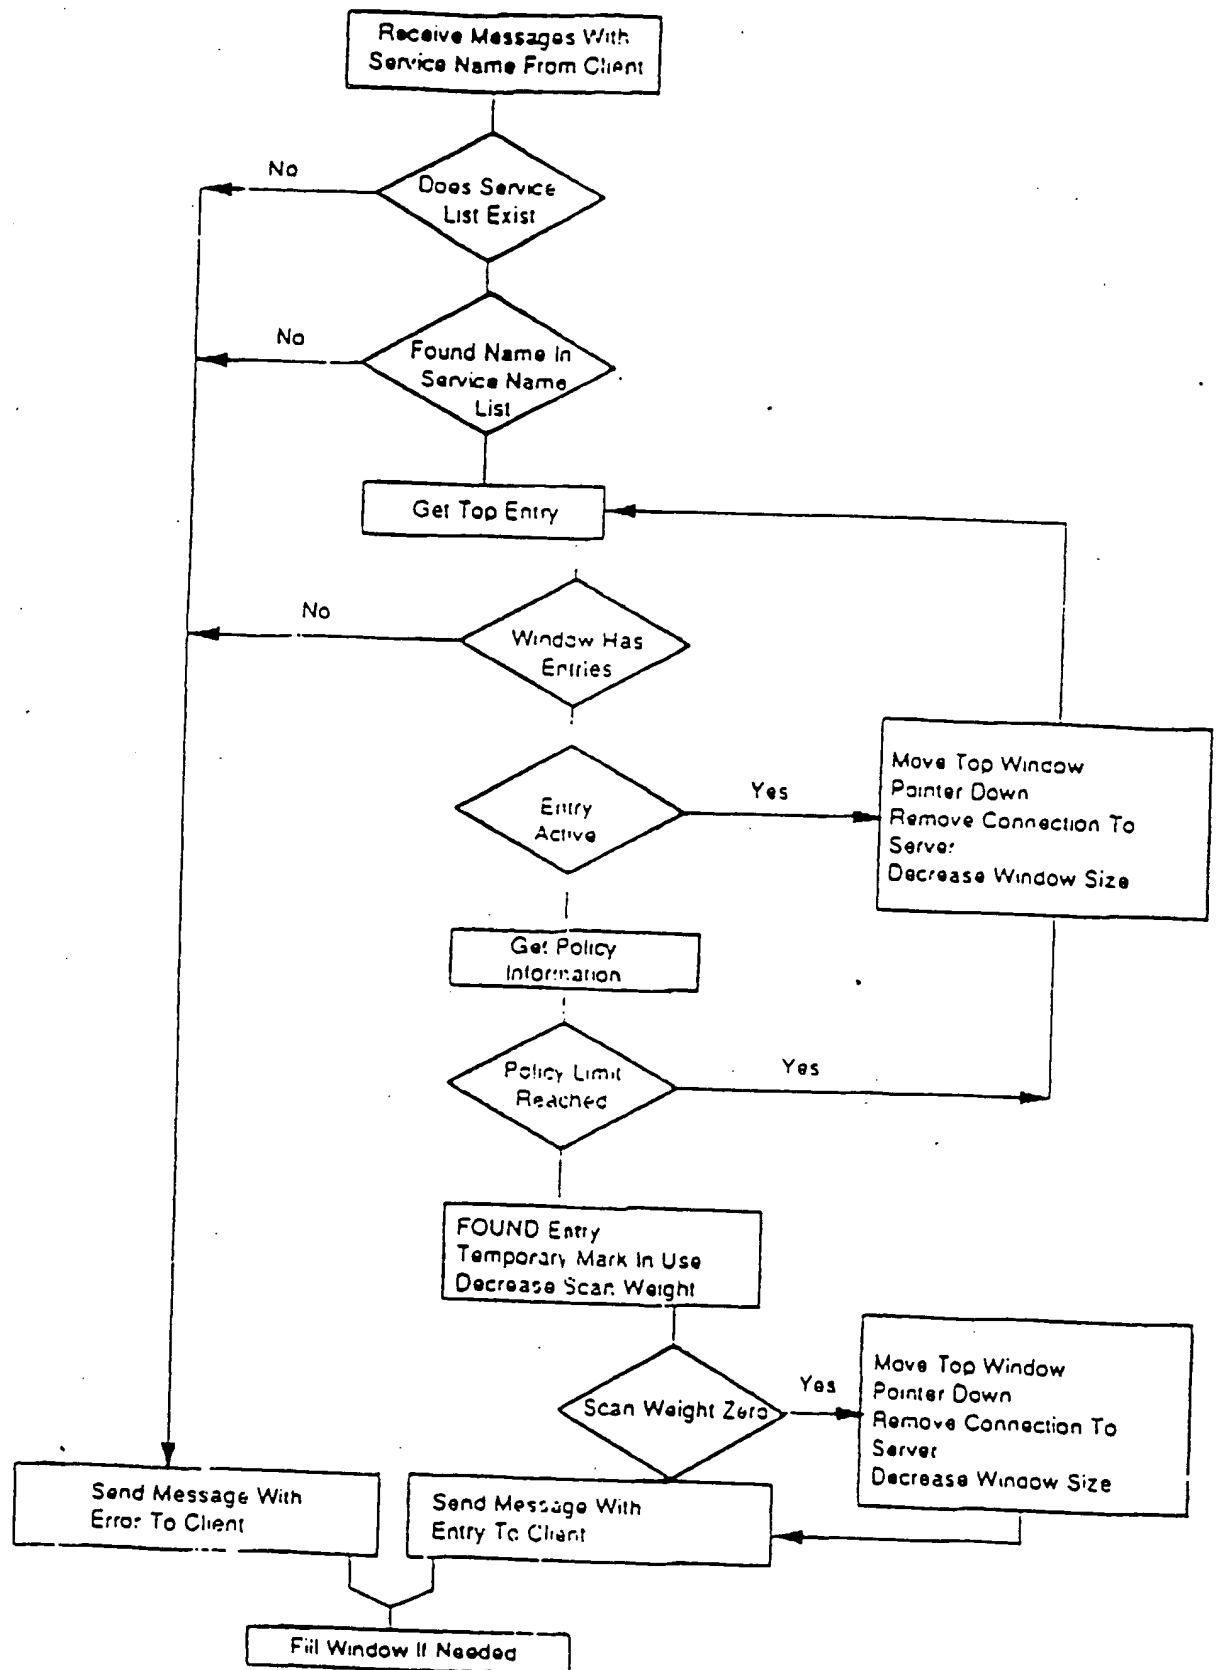 Receive Messages With
Service Name From Client
No
Does Service
List Exist
No
Found Name In
Service Name
List
Get Top Entry
No
Window Has
Entries
Move Top Window
Pointer Down
Remove Connection To
Server
Decrease Window Size
Yes
Entry
Active
Get Policy
Information
Policy Limit
Reached
Yes
FOUND Entry
Temporary Mark In Use
Decrease Scan Weight
Scan Weight Zero
Yes
Move Top Window
Pointer Down
Remove Connection To
Server
Decrease Window Size
Send Message With
Error To Client
Send Message With
Entry To Client
Fill Window If Needed